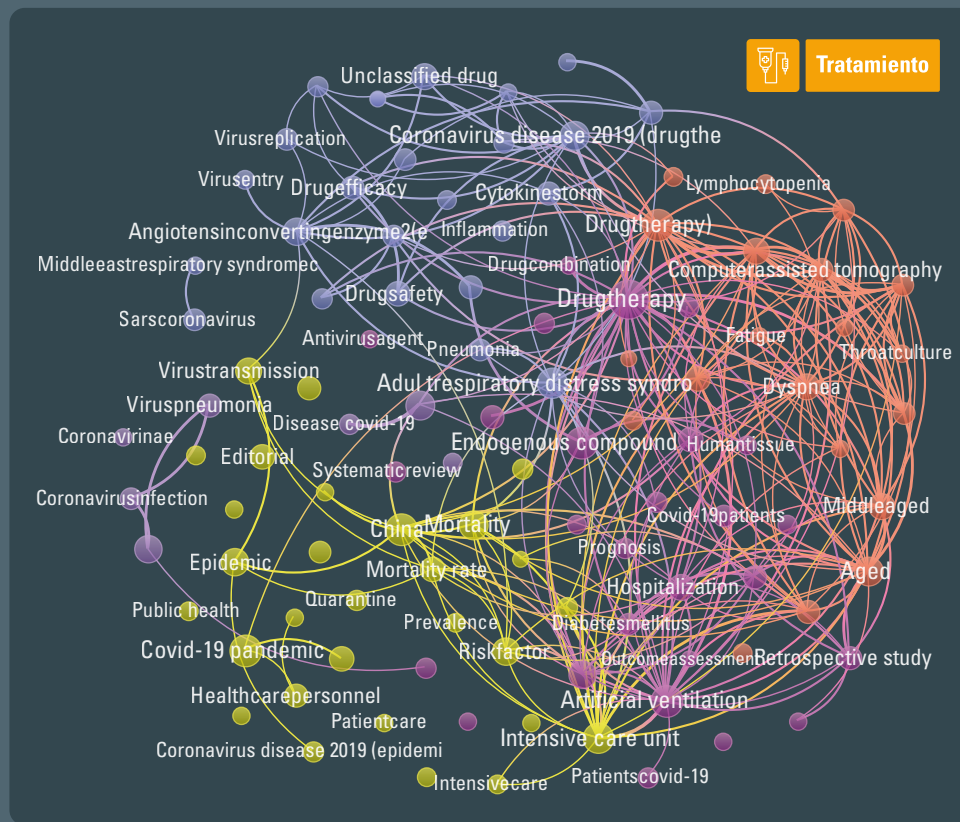 Tratamiento
Unclassified drug
Coronavirus disease 2019 (drugthe
Virusreplication
Virusentry
Drugefficacy
Cytokinestorm
Lymphocytopenia
Angiotensinconvertingenzyme2(e
Inflammation
Drugtherapy)
Middleeastrespiratory syndromec
Drugcombination
Computerassisted tomography
Drugsafety
Drugtherapy
Sarscoronavirus
Antivirusagent
Pneumonia
Fatigue
Throatculture
Virustransmission
Adul trespiratory distress syndro
Dyspnea
Viruspneumonia
Disease covid-19
Coronavirinae
Endogenous compound
Humantissue
Editorial
Systematicreview
Coronavirusinfection
Middleaged
Covid-19patients
China
Mortality
Prognosis
Epidemic
Mortality rate
Aged
Hospitalization
Quarantine
Public health
Prevalence
Diabetesmellitus
Covid-19 pandemic
Riskfactor
Outcomeassessmen
Retrospective study
Healthcarepersonnel
Artificial ventilation
Patientcare
Intensive care unit
Coronavirus disease 2019 (epidemi
Intensivecare
Patientscovid-19